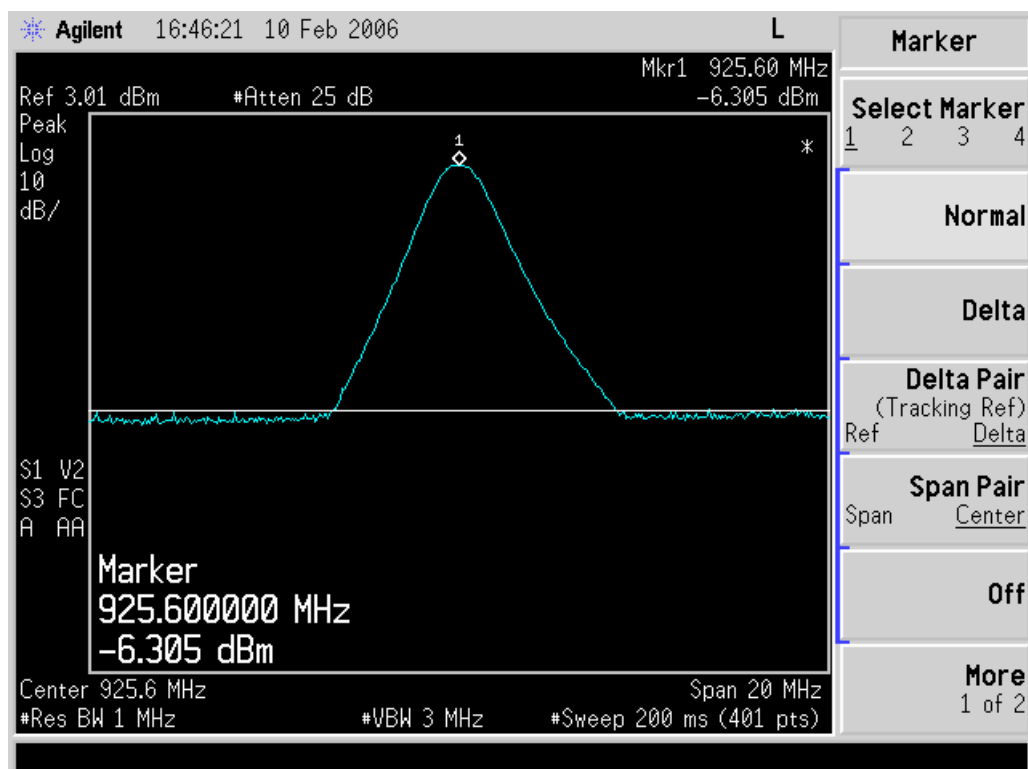 Agilent 16:46:21 10 Feb 2006 L
Mkr1 925.60 MHz
Ref 3.01 dBm #Atten 25 dB -6.305 dBm
Peak
Log
10
dB/
1
*
S1 V2
S3 FC
A AA
Marker
925.600000 MHz
-6.305 dBm
Center 925.6 MHz Span 20 MHz
#Res BW 1 MHz #VBW 3 MHz #Sweep 200 ms (401 pts)
Marker
Select Marker
1 2 3 4
Normal
Delta
Delta Pair
(Tracking Ref)
Ref Delta
Span Pair
Span Center
Off
More
1 of 2